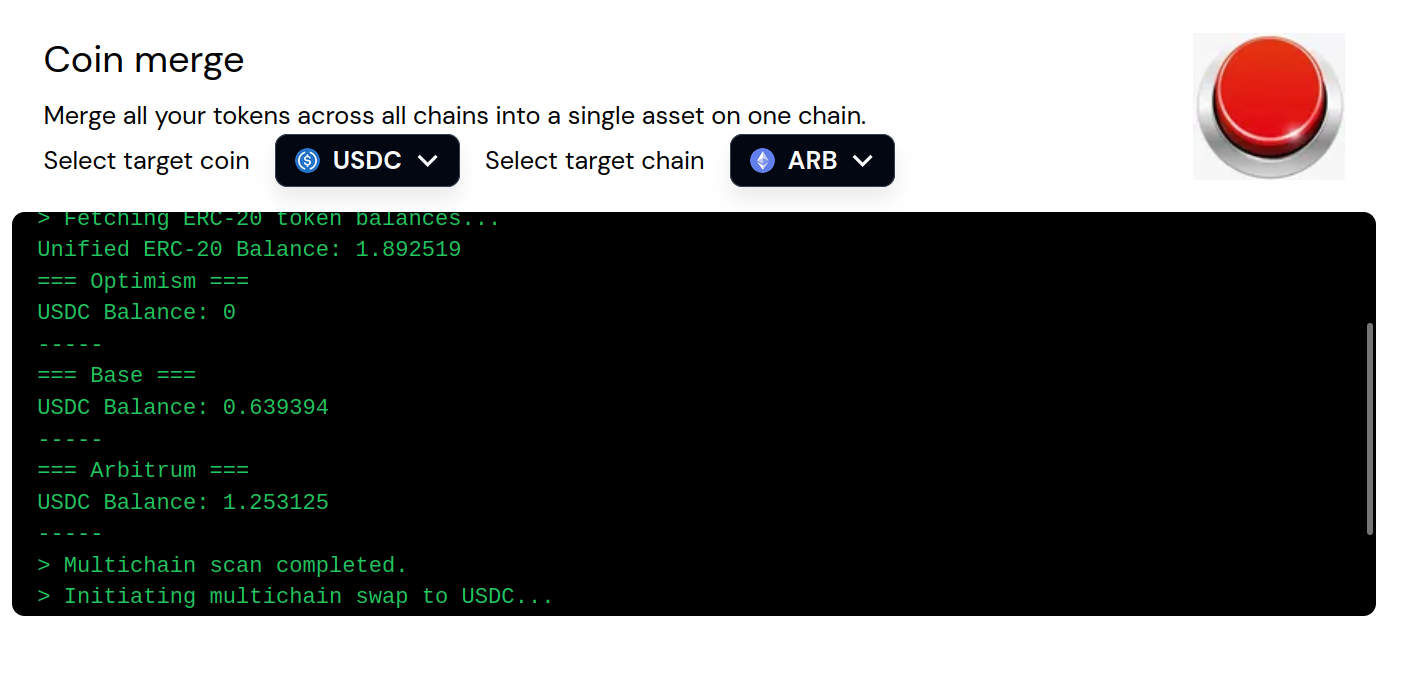 Coin merge
Merge all your tokens across all chains into a single asset on one chain.
Select target coin USDC Select target chain ARB
> Fetching ERC-20 token balances...
Unified ERC-20 Balance: 1.892519
=== Optimism ===
USDC Balance: 0
-----
=== Base ===
USDC Balance: 0.639394
-----
=== Arbitrum ===
USDC Balance: 1.253125
-----
> Multichain scan completed.
> Initiating multichain swap to USDC...